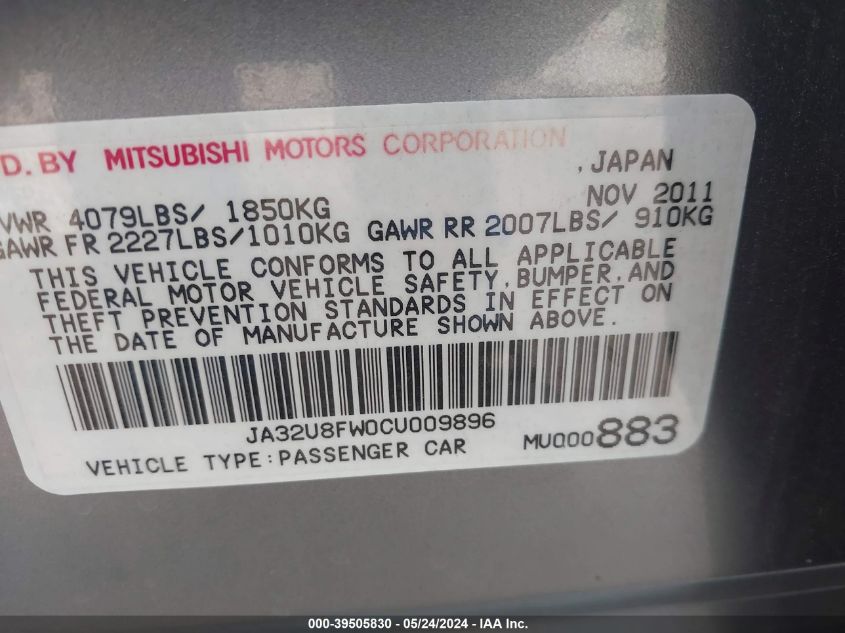 D. BY MITSUBISHI MOTORS CORPORATION
, JAPAN
NOV 2011
VWR 4079LBS/ 1850KG
GAWR FR 2227LBS/1010KG GAWR RR 2007LBS/ 910KG
THIS VEHICLE CONFORMS TO ALL APPLICABLE
FEDERAL MOTOR VEHICLE SAFETY, BUMPER, AND
THEFT PREVENTION STANDARDS IN EFFECT ON
THE DATE OF MANUFACTURE SHOWN ABOVE.
JA32U8FW0CU009896
VEHICLE TYPE:PASSENGER CAR MUQ00883
000-39505830 - 05/24/2024 - IAA Inc.